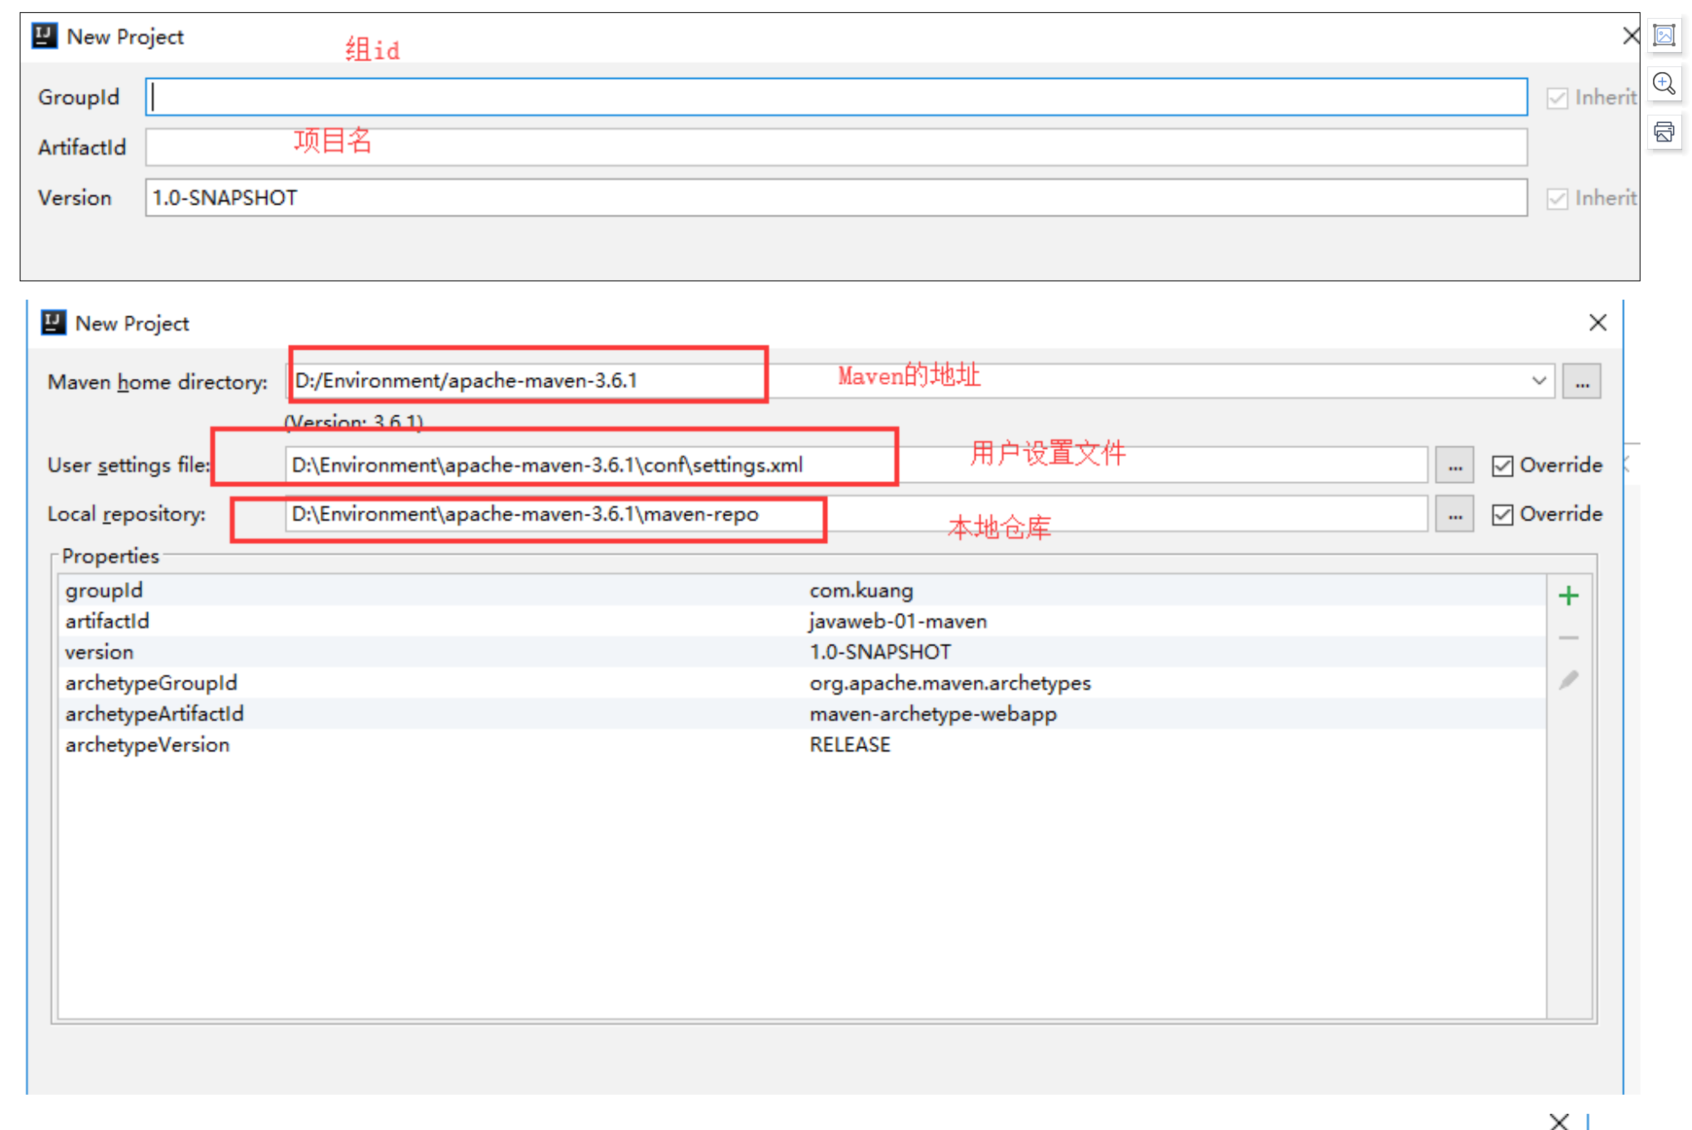 New Project
组id
GroupId
Inherit
ArtifactId 项目名
Version 1.0-SNAPSHOT Inherit
New Project
Maven home directory: D:/Environment/apache-maven-3.6.1 Maven的地址 ...
(Version: 3.6.1)
User settings file: D:\Environment\apache-maven-3.6.1\conf\settings.xml 用户设置文件 ... Override
Local repository: D:\Environment\apache-maven-3.6.1\maven-repo 本地仓库 ... Override
Properties
groupId com.kuang
artifactId javaweb-01-maven
version 1.0-SNAPSHOT
archetypeGroupId org.apache.maven.archetypes
archetypeArtifactId maven-archetype-webapp
archetypeVersion RELEASE